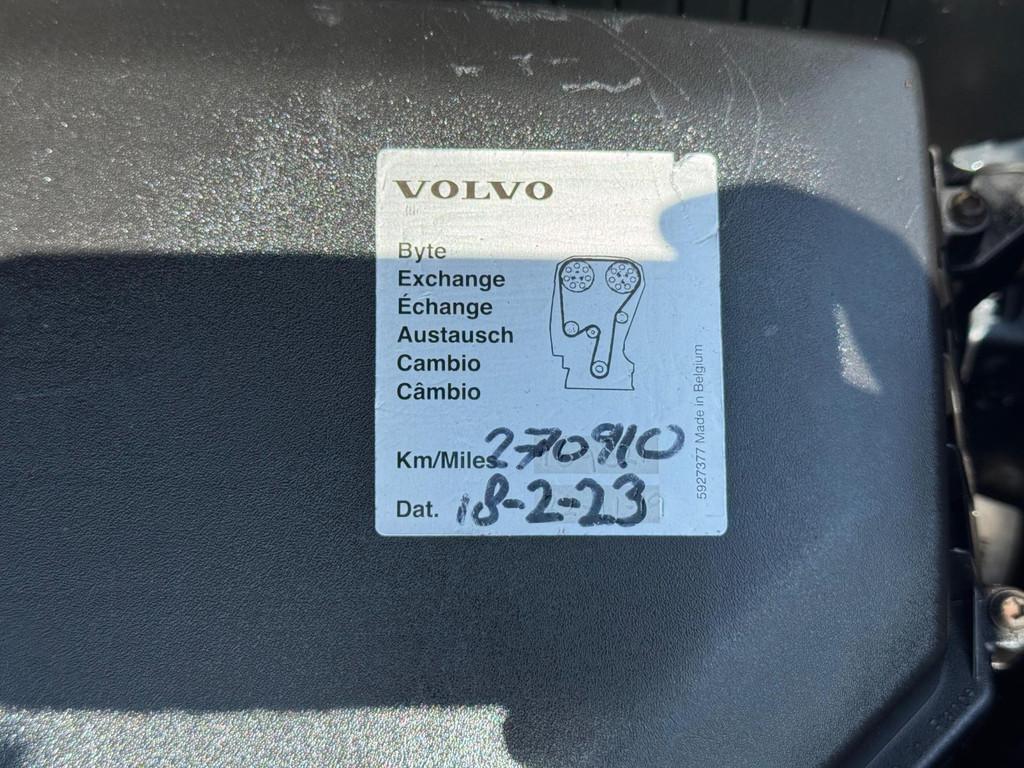 VOLVO
Byte
Exchange
Échange
Austausch
Cambio
Câmbio
Km/Miles 270910
Dat. 18-2-23
5927377 Made in Belgium